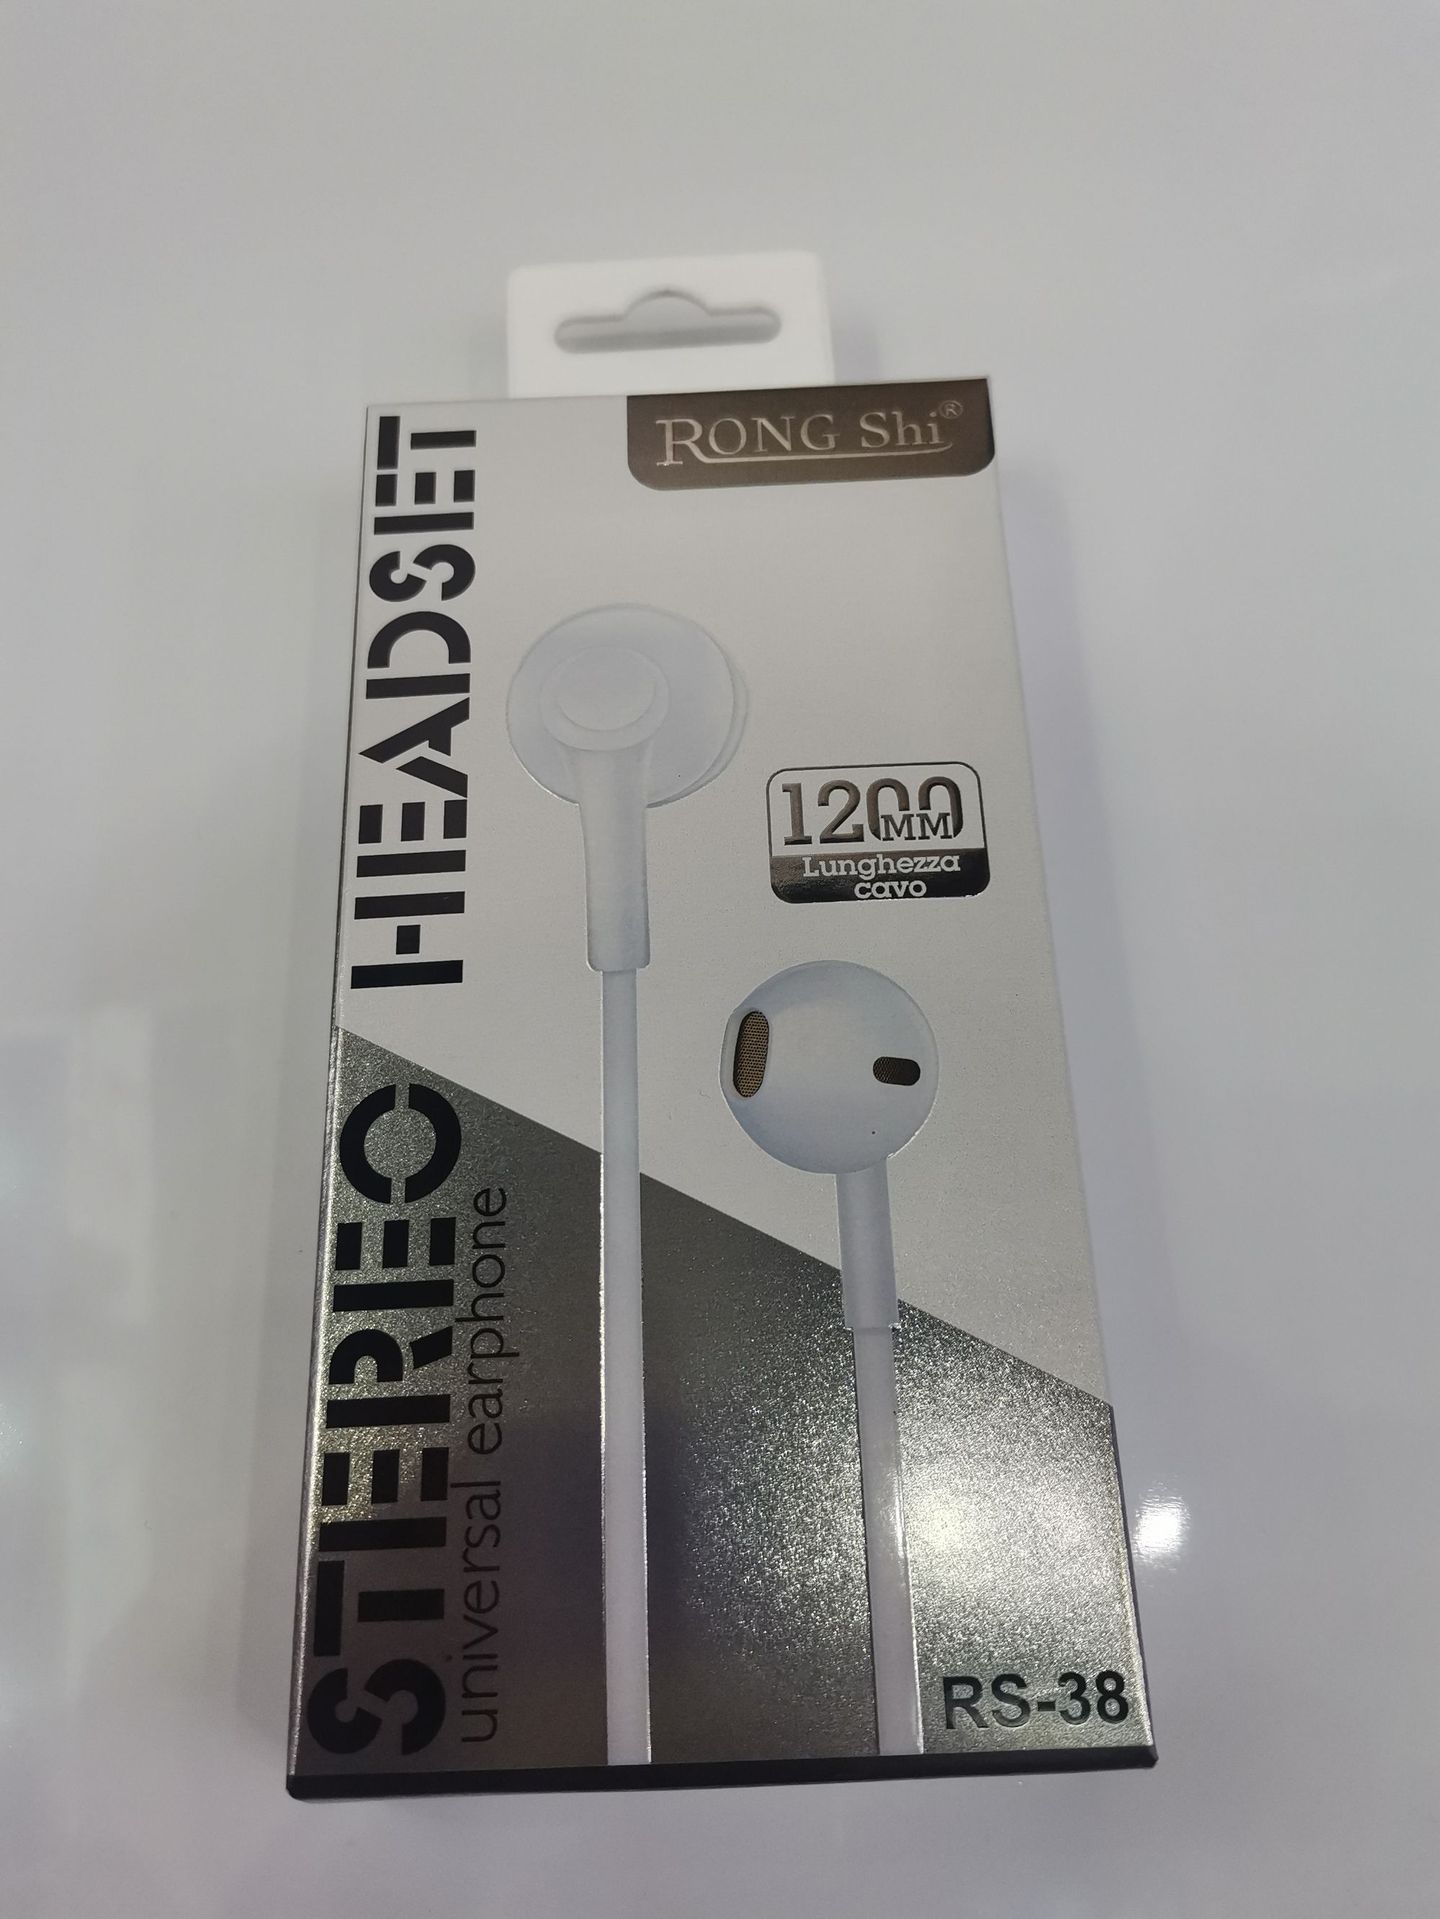 RONG Shi®
STEREO HEADSET
universal earphone
1200
MM
Lunghezza
cavo
RS-38